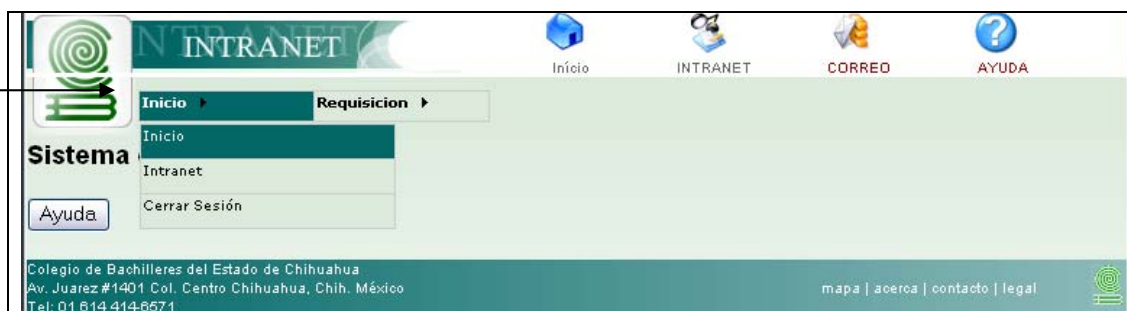 INTRANET
Início INTRANET CORREO AYUDA
Inicio Requisicion
Inicio
Sistema
Intranet
Cerrar Sesión
Ayuda
Colegio de Bachilleres del Estado de Chihuahua
Av. Juarez #1401 Col. Centro Chihuahua, Chih. México
mapa | acerca | contacto | legal
Tel: 01 614 414-6571